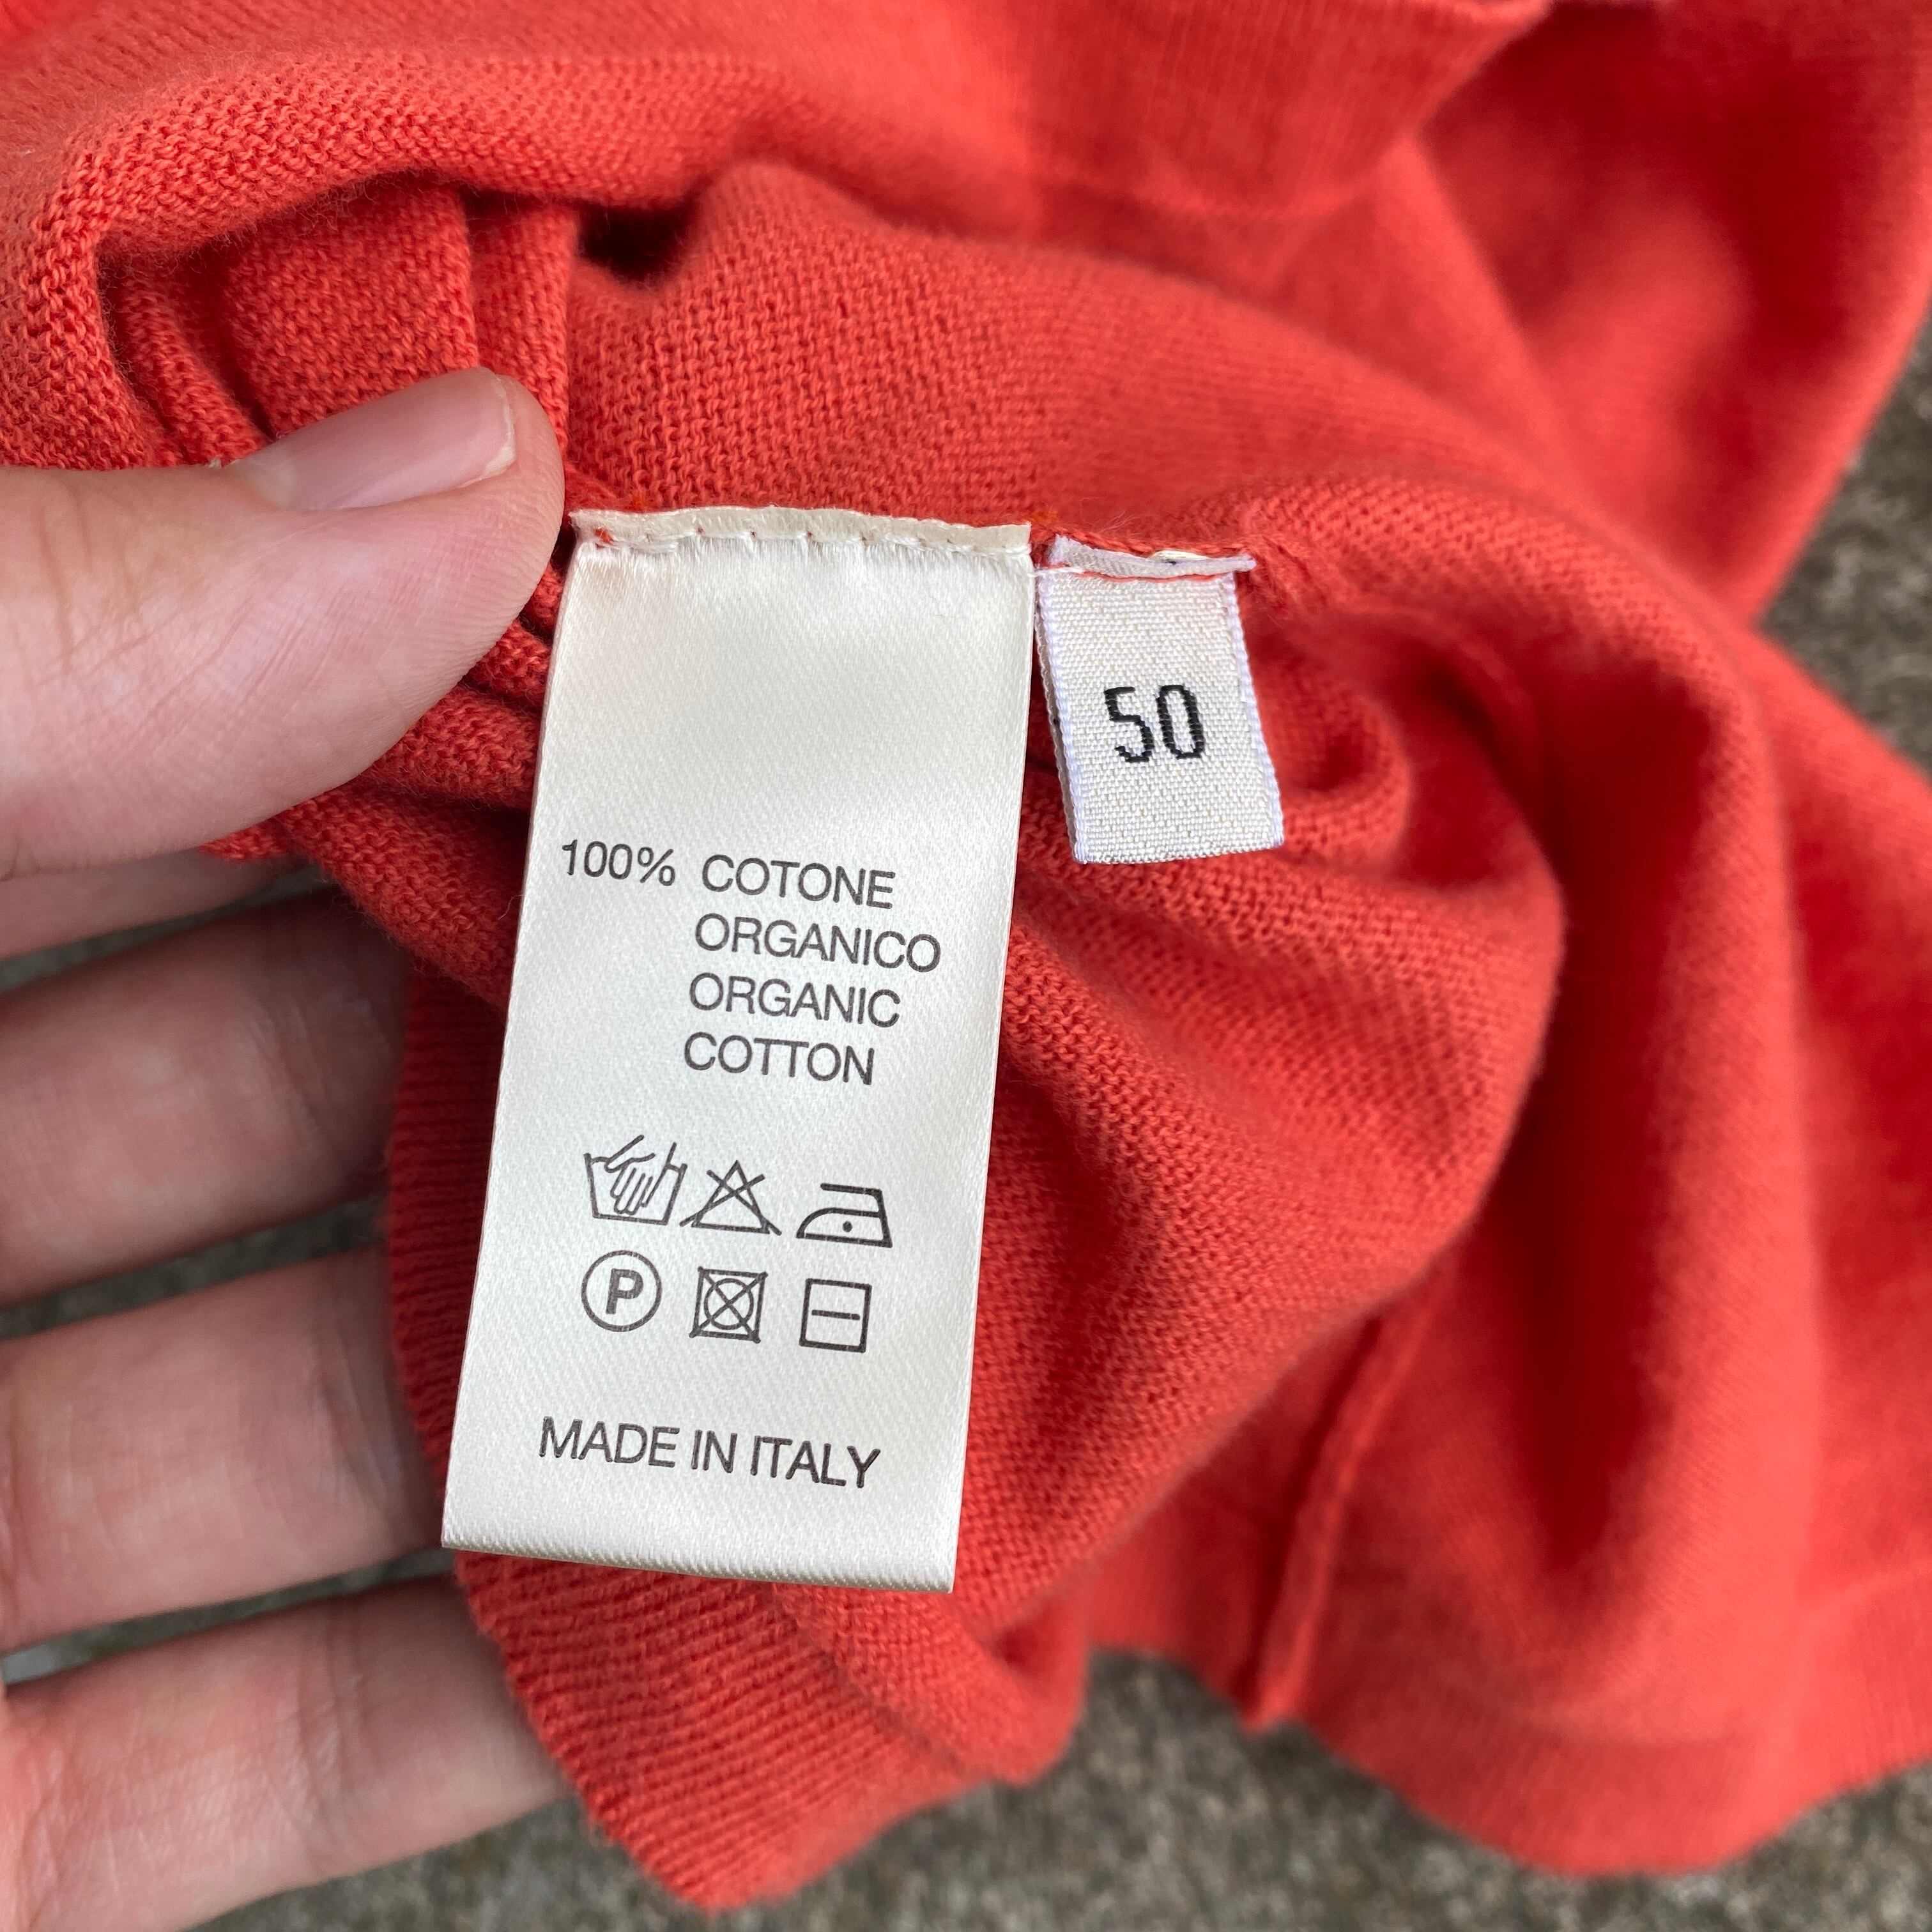 50
100% COTONE
ORGANICO
ORGANIC
COTTON
P
MADE IN ITALY